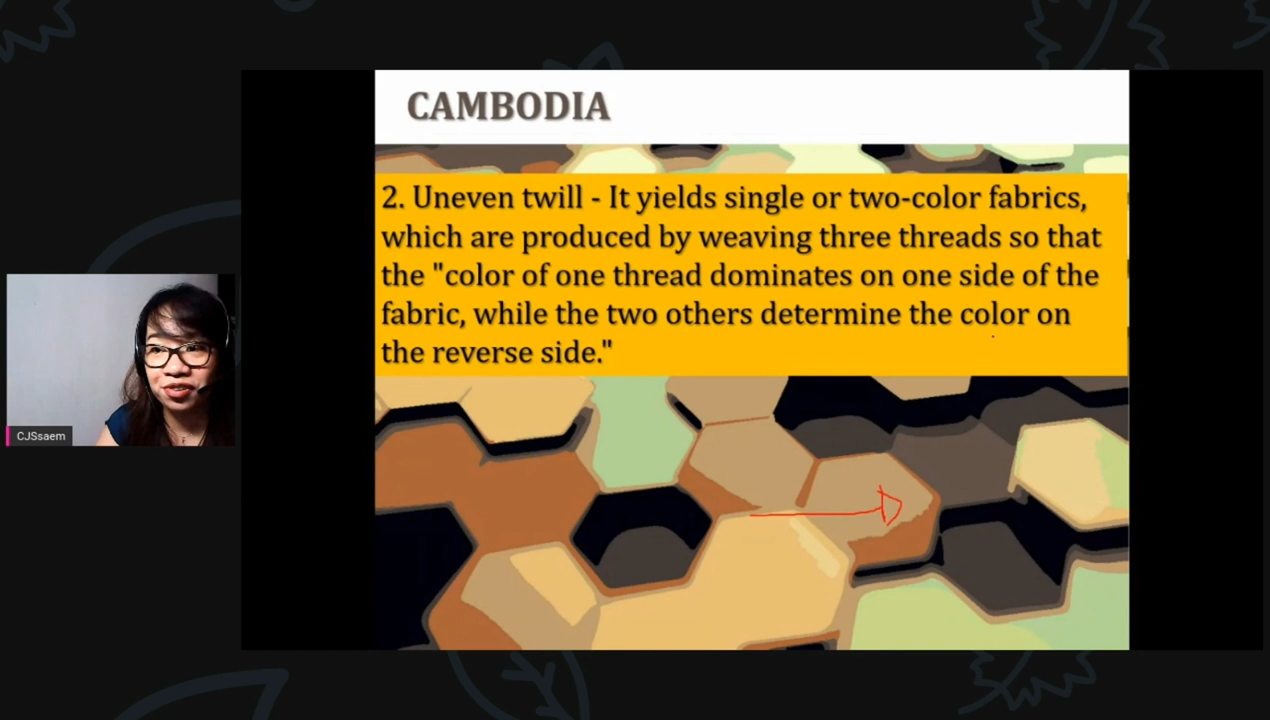 CAMBODIA
2. Uneven twill - It yields single or two-color fabrics,
which are produced by weaving three threads so that
the "color of one thread dominates on one side of the
fabric, while the two others determine the color on
the reverse side."
CJSsaem